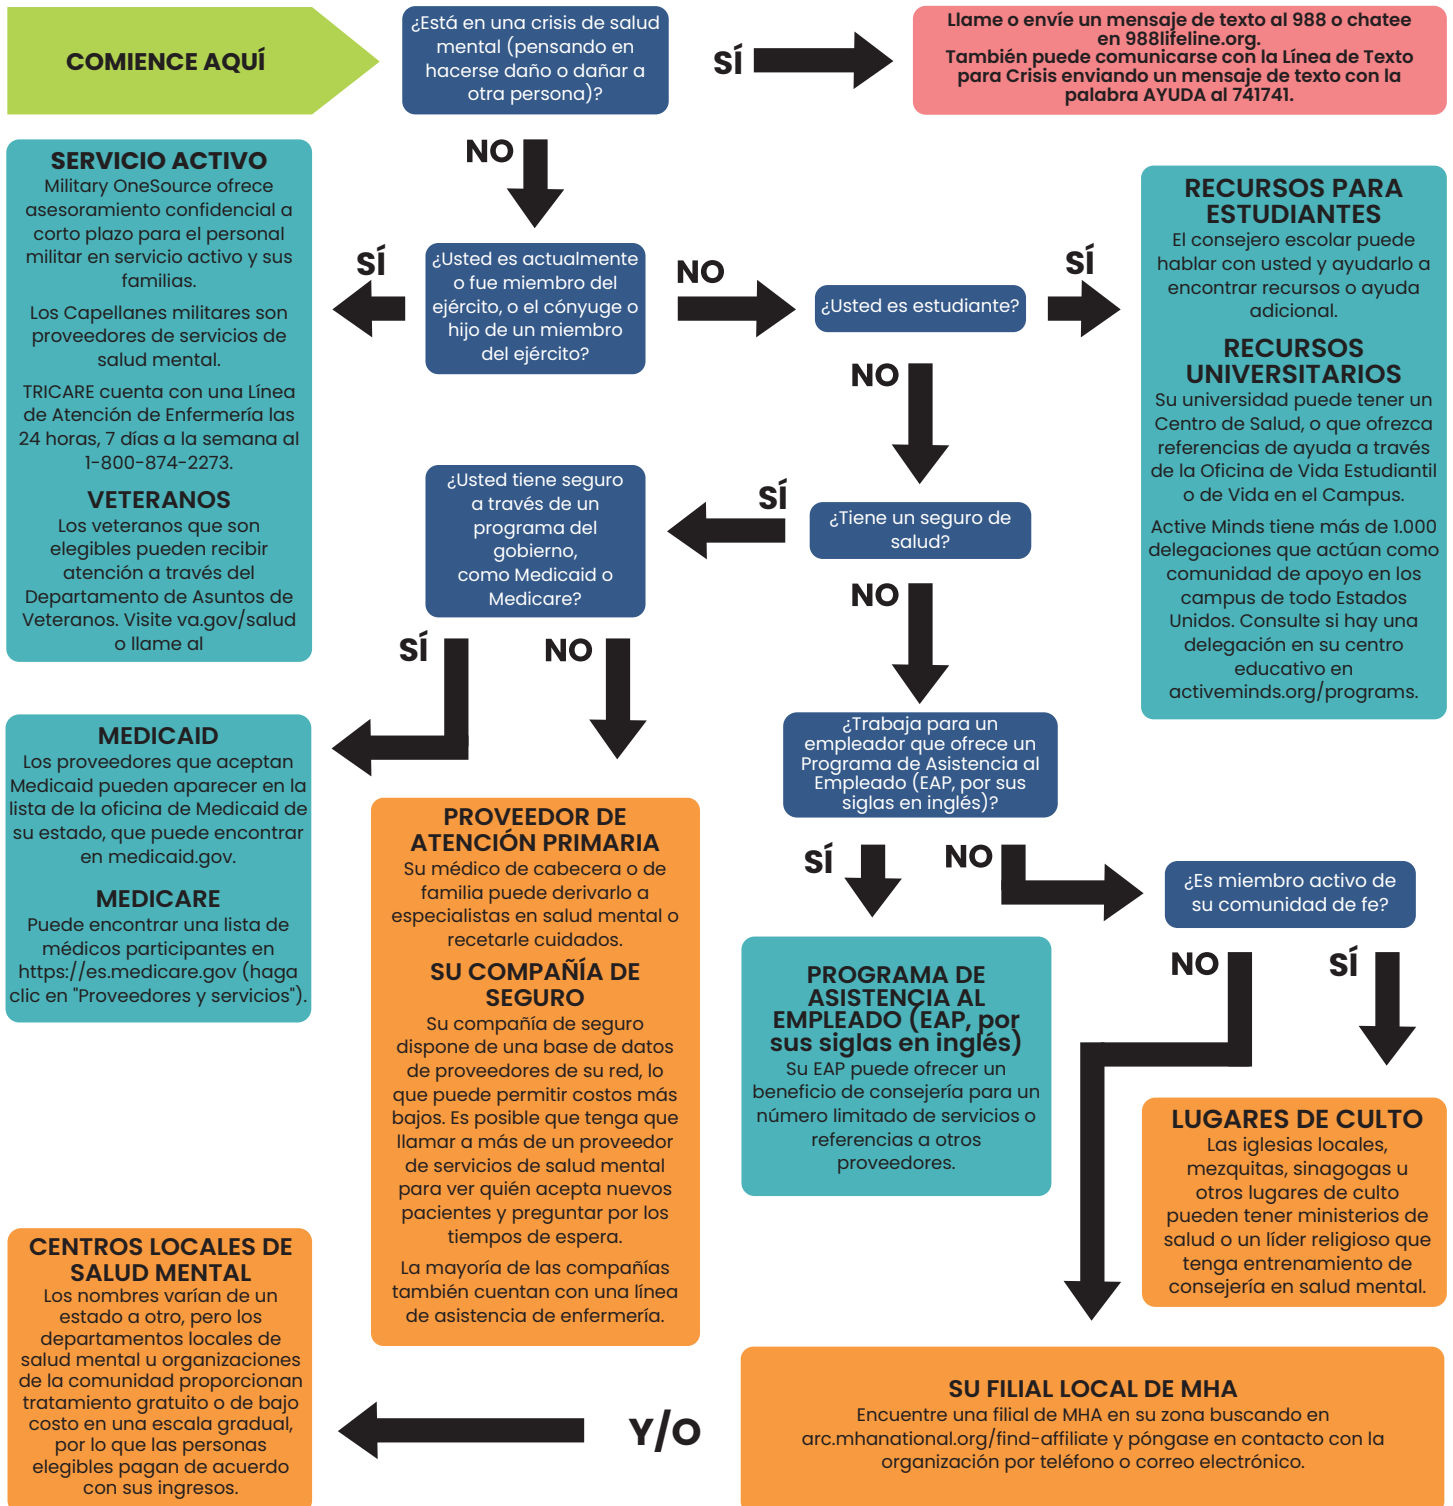 COMIENCE AQUÍ
¿Está en una crisis de salud
mental (pensando en
hacerse daño o dañar a
otra persona)?
SÍ
Llame o envíe un mensaje de texto al 988 o chatee
en 988lifeline.org.
También puede comunicarse con la Línea de Texto
para Crisis enviando un mensaje de texto con la
palabra AYUDA al 741741.
NO
SERVICIO ACTIVO
Military OneSource ofrece
asesoramiento confidencial a
corto plazo para el personal
militar en servicio activo y sus
familias.
Los Capellanes militares son
proveedores de servicios de
salud mental.
TRICARE cuenta con una Línea
de Atención de Enfermería las
24 horas, 7 días a la semana al
1-800-874-2273.
VETERANOS
Los veteranos que son
elegibles pueden recibir
atención a través del
Departamento de Asuntos de
Veteranos. Visite va.gov/salud
o llame al
SÍ
¿Usted es actualmente
o fue miembro del
ejército, o el cónyuge o
hijo de un miembro
del ejército?
NO
¿Usted es estudiante?
SÍ
RECURSOS PARA
ESTUDIANTES
El consejero escolar puede
hablar con usted y ayudarlo a
encontrar recursos o ayuda
adicional.
RECURSOS
UNIVERSITARIOS
Su universidad puede tener un
Centro de Salud, o que ofrezca
referencias de ayuda a través
de la Oficina de Vida Estudiantil
o de Vida en el Campus.
Active Minds tiene más de 1.000
delegaciones que actúan como
comunidad de apoyo en los
campus de todo Estados
Unidos. Consulte si hay una
delegación en su centro
educativo en
activeminds.org/programs.
NO
¿Tiene un seguro de
salud?
SÍ
¿Usted tiene seguro
a través de un
programa del
gobierno,
como Medicaid o
Medicare?
NO
SÍ
NO
MEDICAID
Los proveedores que aceptan
Medicaid pueden aparecer en la
lista de la oficina de Medicaid de
su estado, que puede encontrar
en medicaid.gov.
MEDICARE
Puede encontrar una lista de
médicos participantes en
https://es.medicare.gov (haga
clic en "Proveedores y servicios").
PROVEEDOR DE
ATENCIÓN PRIMARIA
Su médico de cabecera o de
familia puede derivarlo a
especialistas en salud mental o
recetarle cuidados.
SU COMPAÑÍA DE
SEGURO
Su compañía de seguro
dispone de una base de datos
de proveedores de su red, lo
que puede permitir costos más
bajos. Es posible que tenga que
llamar a más de un proveedor
de servicios de salud mental
para ver quién acepta nuevos
pacientes y preguntar por los
tiempos de espera.
La mayoría de las compañías
también cuentan con una línea
de asistencia de enfermería.
¿Trabaja para un
empleador que ofrece un
Programa de Asistencia al
Empleado (EAP, por sus
siglas en inglés)?
SÍ
NO
PROGRAMA DE
ASISTENCIA AL
EMPLEADO (EAP, por
sus siglas en inglés)
Su EAP puede ofrecer un
beneficio de consejería para un
número limitado de servicios o
referencias a otros
proveedores.
¿Es miembro activo de
su comunidad de fe?
NO
SÍ
LUGARES DE CULTO
Las iglesias locales,
mezquitas, sinagogas u
otros lugares de culto
pueden tener ministerios de
salud o un líder religioso que
tenga entrenamiento de
consejería en salud mental.
SU FILIAL LOCAL DE MHA
Encuentre una filial de MHA en su zona buscando en
arc.mhanational.org/find-affiliate y póngase en contacto con la
organización por teléfono o correo electrónico.
Y/O
CENTROS LOCALES DE
SALUD MENTAL
Los nombres varían de un
estado a otro, pero los
departamentos locales de
salud mental u organizaciones
de la comunidad proporcionan
tratamiento gratuito o de bajo
costo en una escala gradual,
por lo que las personas
elegibles pagan de acuerdo
con sus ingresos.